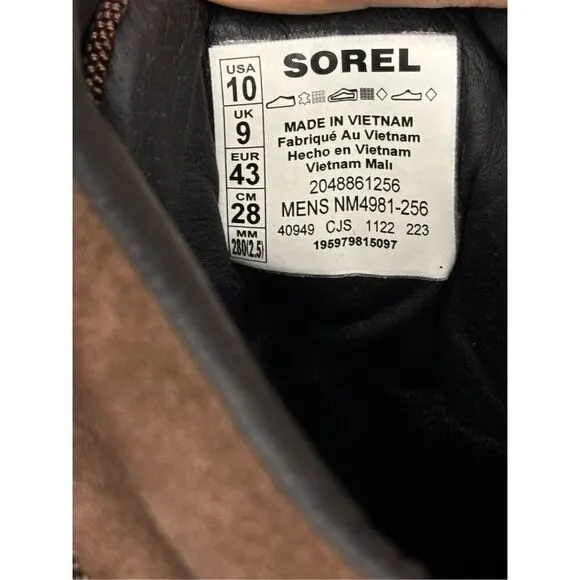 SOREL
USA
10
UK
9
EUR
43
CM
28
MM
280(2.5)
MADE IN VIETNAM
Fabriqué Au Vietnam
Hecho en Vietnam
Vietnam Malı
2048861256
MENS NM4981-256
40949 CJS 1122 223
195979815097